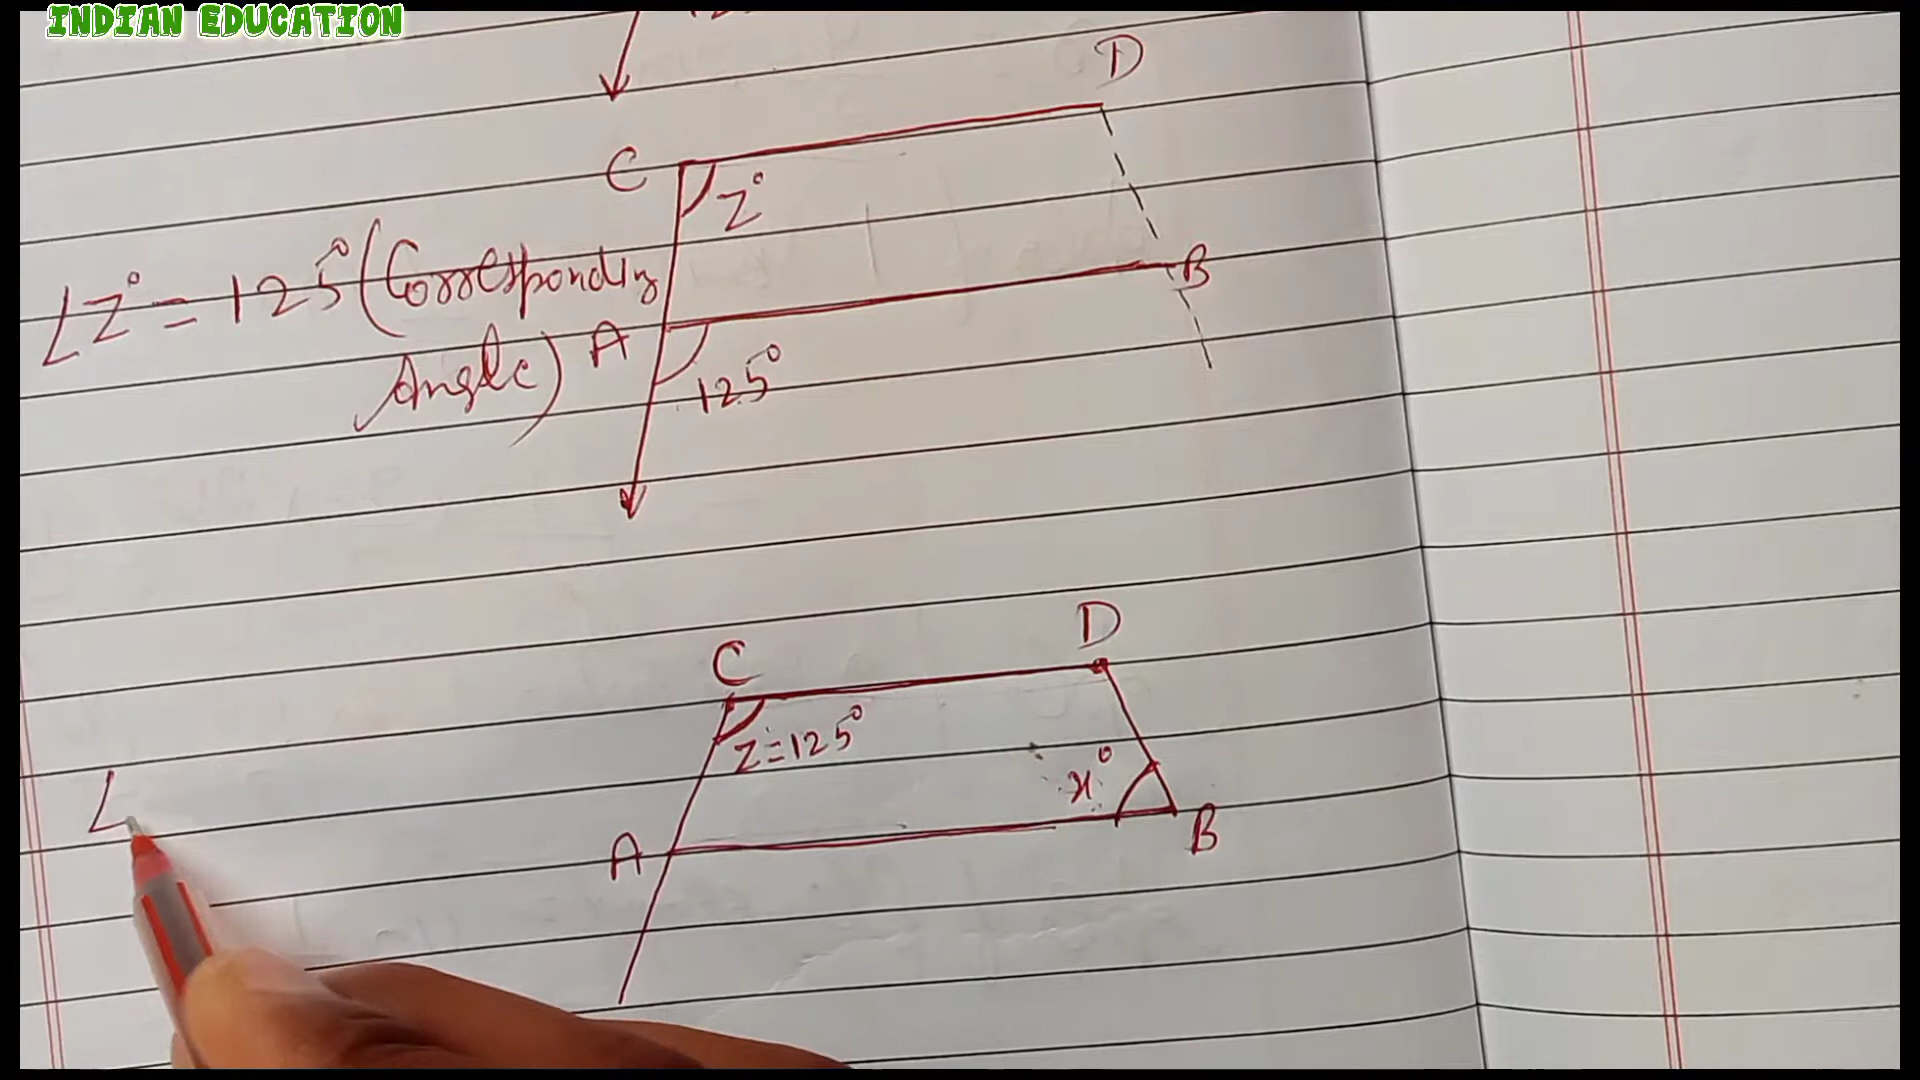 INDIAN EDUCATION
D
C
Z°
∠Z° = 125° (Corresponding
Angle)
B
A
125°
D
C
Z=125°
x°
∠
A
B